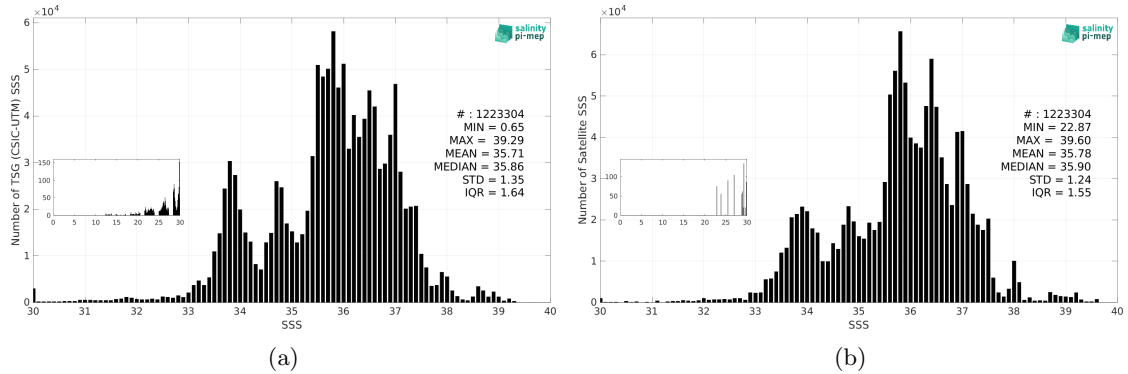 ×10⁴
salinity
pi-mep
6
5
4
3
2
1
0
Number of TSG (CSIC-UTM) SSS
# : 1223304
MIN = 0.65
MAX = 39.29
MEAN = 35.71
MEDIAN = 35.86
STD = 1.35
IQR = 1.64
150
100
50
0
0 5 10 15 20 25 30
30 31 32 33 34 35 36 37 38 39 40
SSS
(a)
×10⁴
salinity
pi-mep
6
5
4
3
2
1
0
Number of Satellite SSS
# : 1223304
MIN = 22.87
MAX = 39.60
MEAN = 35.78
MEDIAN = 35.90
STD = 1.24
IQR = 1.55
100
50
0
0 5 10 15 20 25 30
30 31 32 33 34 35 36 37 38 39 40
SSS
(b)